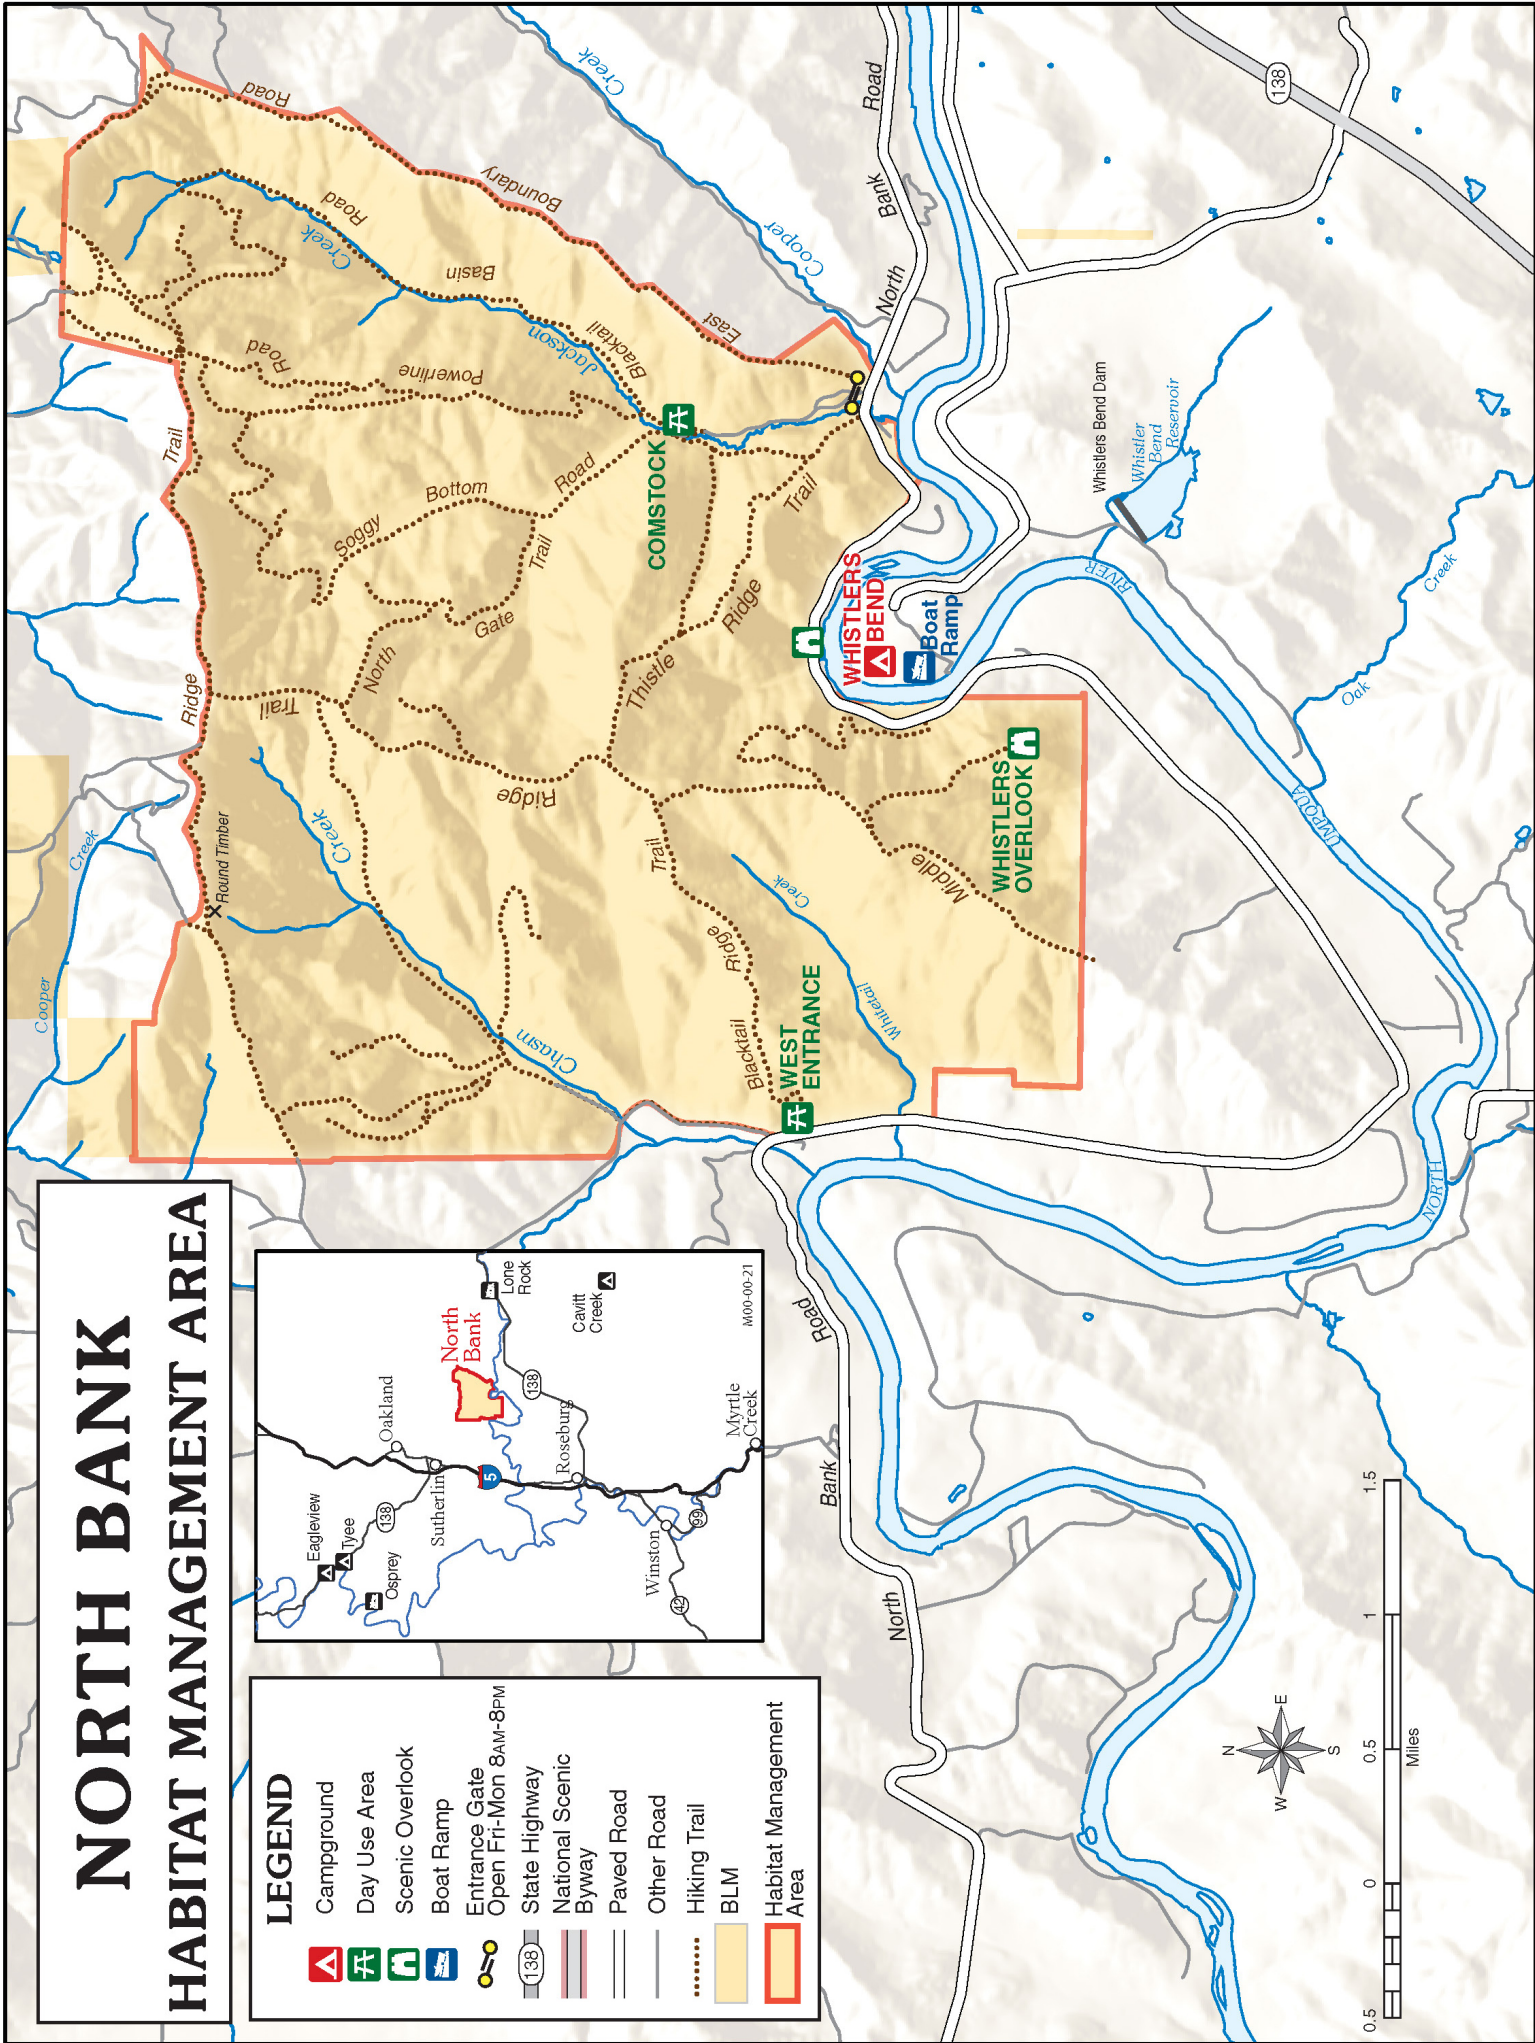 NORTH BANK
HABITAT MANAGEMENT AREA
LEGEND
Campground
Day Use Area
Scenic Overlook
Boat Ramp
Entrance Gate
Open Fri-Mon 8AM-8PM
138
State Highway
National Scenic
Byway
Paved Road
Other Road
Hiking Trail
BLM
Habitat Management
Area
Eagleview
Tyee
Osprey
138
Oakland
Sutherlin
5
North
Bank
Lone
Rock
138
Roseburg
Cavitt
Creek
Winston
42
99
Myrtle
Creek
M00-00-21
Cooper
Creek
Round Timber
Ridge
Trail
Trail
Road
Road
Creek
Boundary
Basin
Jackson
Blacktail
East
Road
Powerline
Soggy
Bottom
Road
North
Gate
Trail
Creek
Chasm
Ridge
Thistle
Ridge
Trail
COMSTOCK
Trail
Ridge
Blacktail
WEST
ENTRANCE
Creek
Whitetail
Middle
WHISTLERS
OVERLOOK
WHISTLERS
BEND
Boat
Ramp
Creek
Cooper
North
Bank
Road
138
Whistlers Bend Dam
Whistler
Bend
Reservoir
RIVER
UMPQUA
NORTH
Oak
Creek
North
Bank
Road
N
E
S
W
0.5
0
0.5
1
1.5
Miles